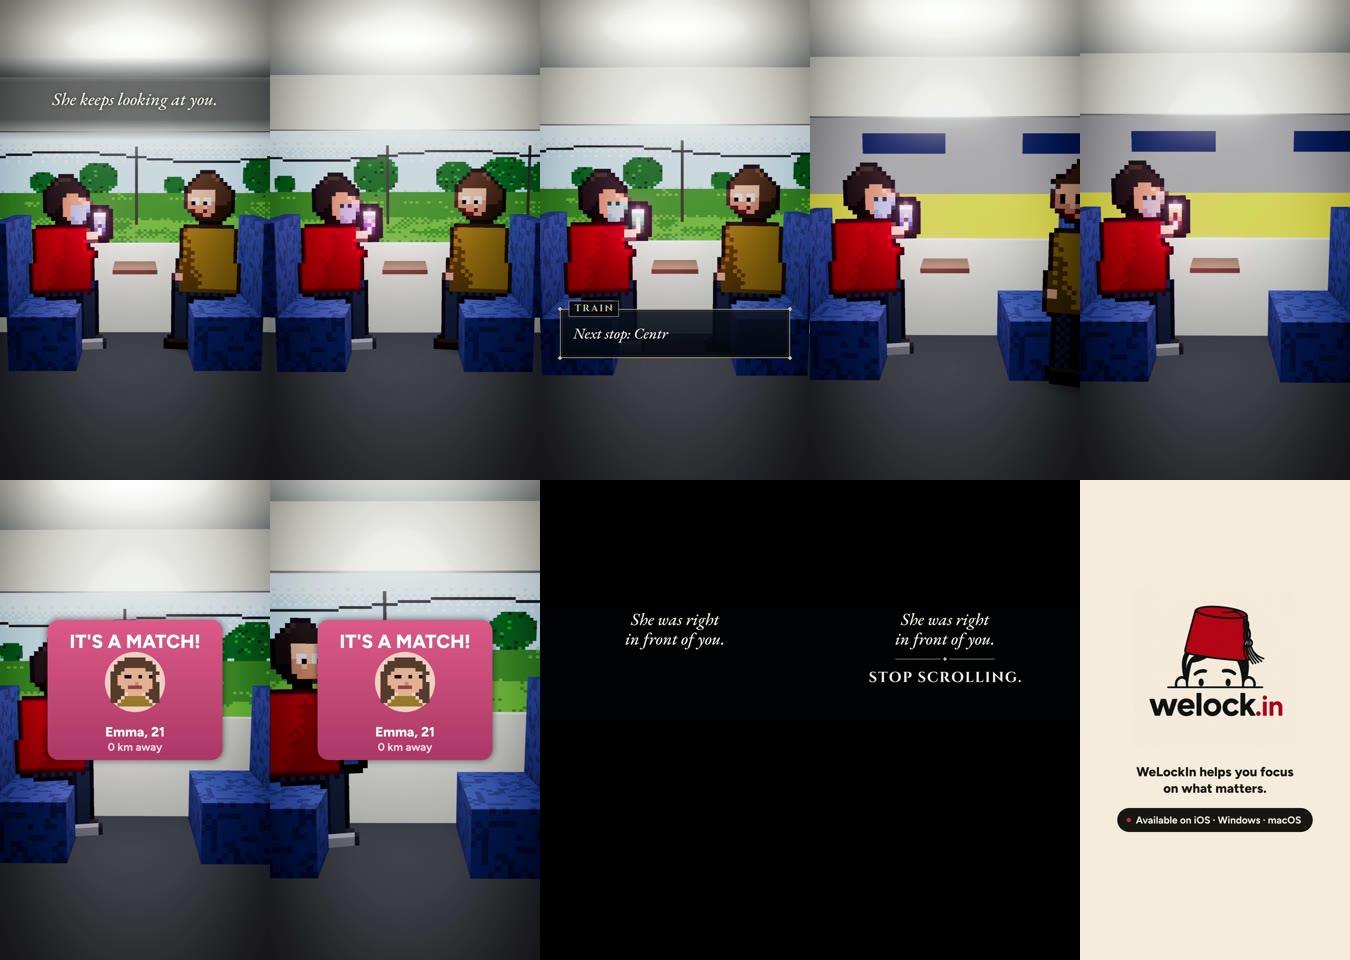 She keeps looking at you.
TRAIN
Next stop: Centr
IT'S A MATCH!
Emma, 21
0 km away
IT'S A MATCH!
Emma, 21
0 km away
She was right
in front of you.
She was right
in front of you.
STOP SCROLLING.
welock.in
WeLockIn helps you focus
on what matters.
Available on iOS · Windows · macOS